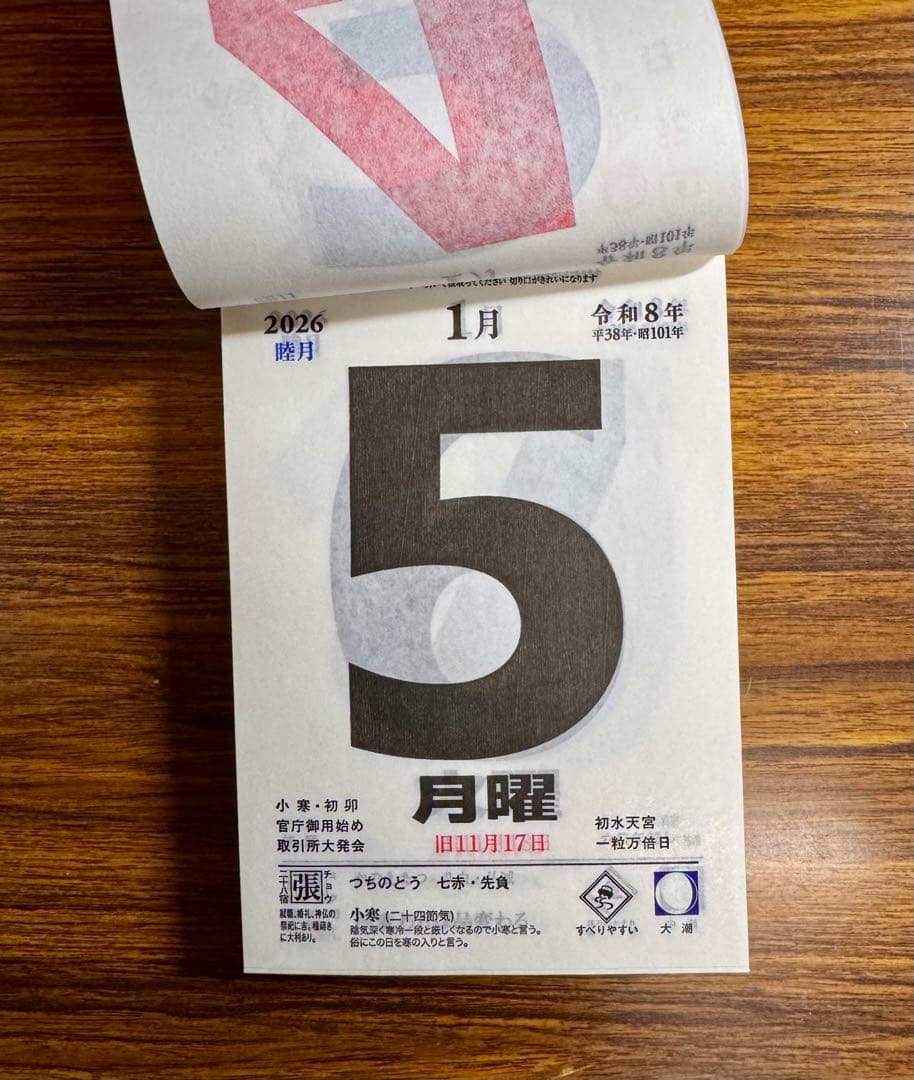 切り口がきれいになります
2026
1月
令和8年
睦月
平38年・昭101年
5
月曜
小寒・初卯
官庁御用始め
取引所大発会
旧11月17日
初水天宮
一粒万倍日
二十八宿
張
チョウ
就職、婚礼、神仏の
祭祀に吉。種蒔き
に大利あり。
つちのとう 七赤・先負
小寒(二十四節気)
陰気深く寒冷一段と厳しくなるので小寒と言う。
俗にこの日を寒の入りと言う。
すべりやすい
大潮